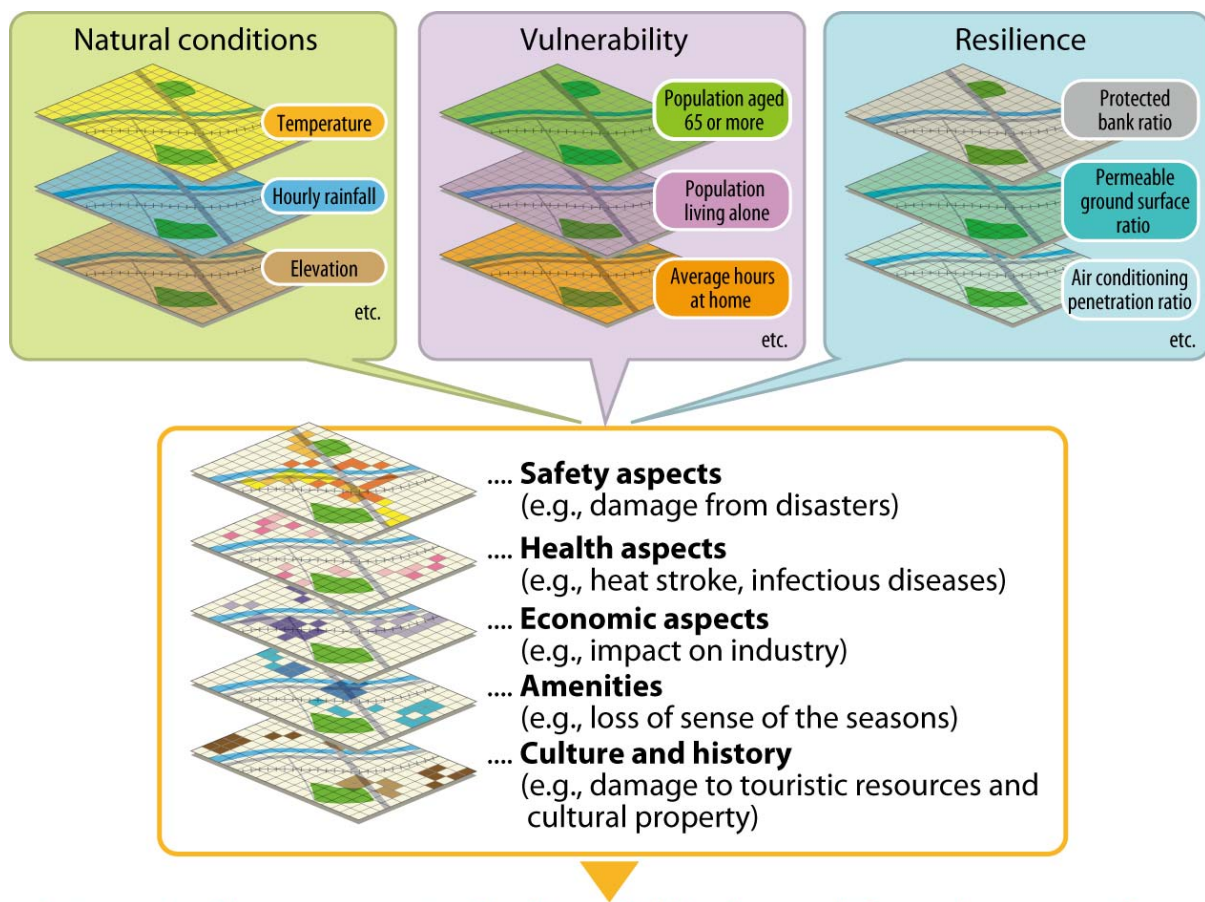 Natural conditions
Temperature
Hourly rainfall
Elevation
etc.
Vulnerability
Population aged
65 or more
Population
living alone
Average hours
at home
etc.
Resilience
Protected
bank ratio
Permeable
ground surface
ratio
Air conditioning
penetration ratio
etc.
.... Safety aspects
(e.g., damage from disasters)
.... Health aspects
(e.g., heat stroke, infectious diseases)
.... Economic aspects
(e.g., impact on industry)
.... Amenities
(e.g., loss of sense of the seasons)
.... Culture and history
(e.g., damage to touristic resources and
cultural property)